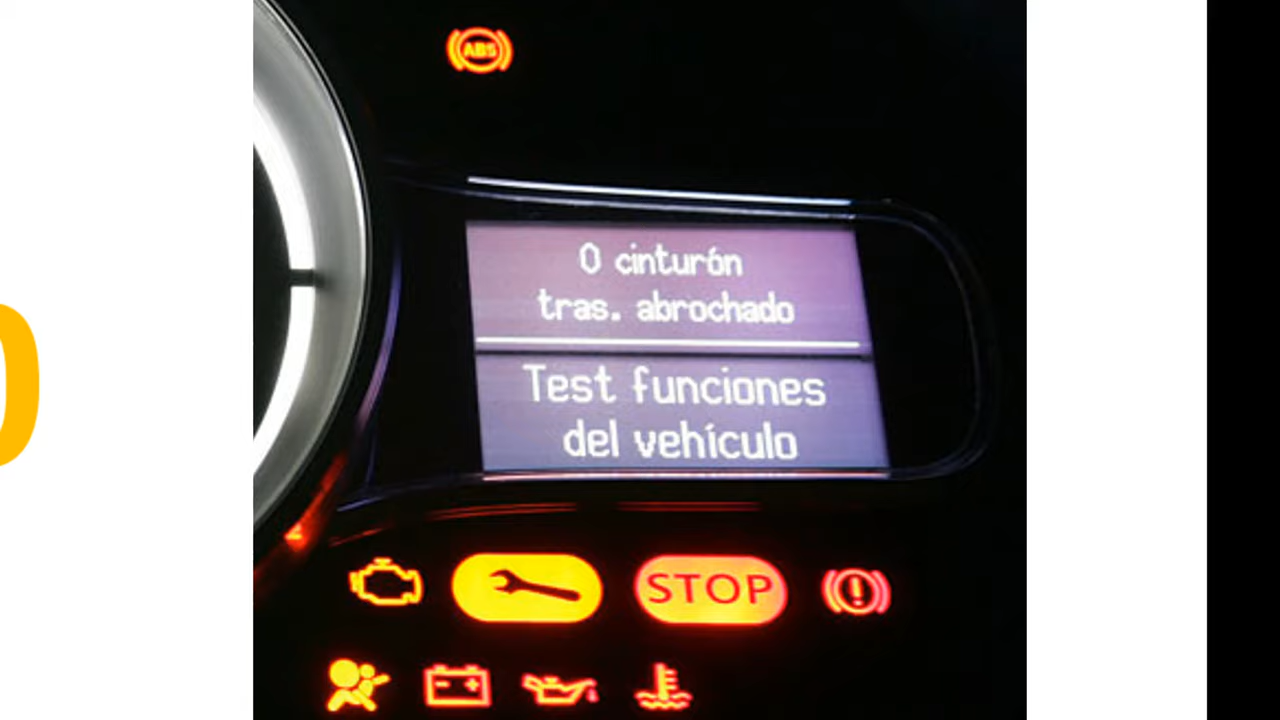 ABS
0 cinturón
tras. abrochado
Test funciones
del vehículo
STOP